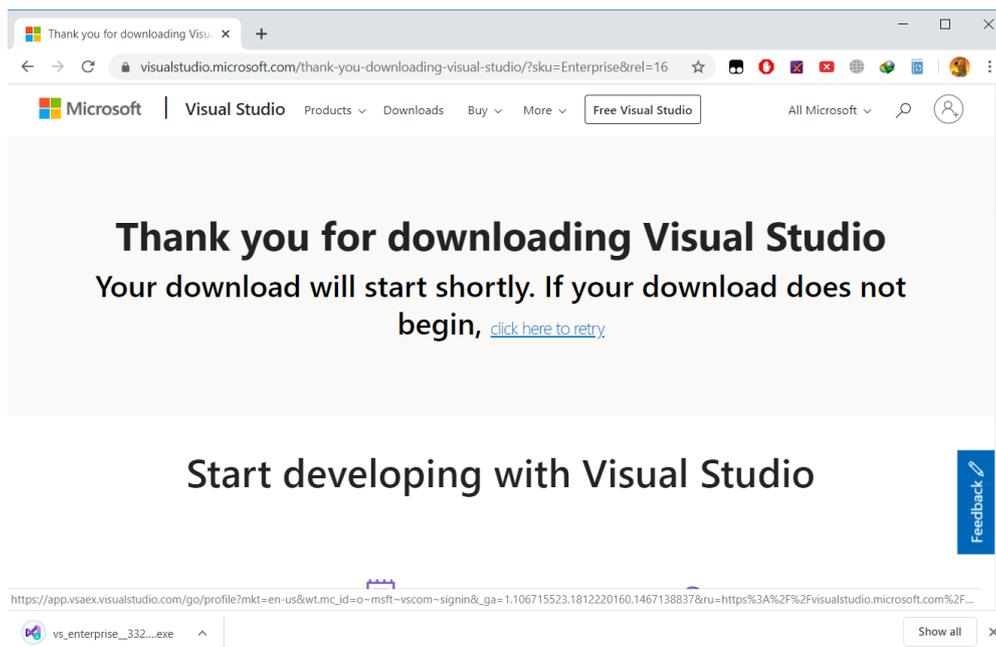 Thank you for downloading Visu
visualstudio.microsoft.com/thank-you-downloading-visual-studio/?sku=Enterprise&rel=16
Microsoft Visual Studio Products Downloads Buy More Free Visual Studio All Microsoft
Thank you for downloading Visual Studio
Your download will start shortly. If your download does not
begin, click here to retry
Start developing with Visual Studio
Feedback
https://app.vsaex.visualstudio.com/go/profile?mkt=en-us&wt.mc_id=o~msft~vscom~signin&_ga=1.106715523.1812220160.1467138837&ru=https%3A%2F%2Fvisualstudio.microsoft.com%2F...
vs_enterprise__332....exe Show all